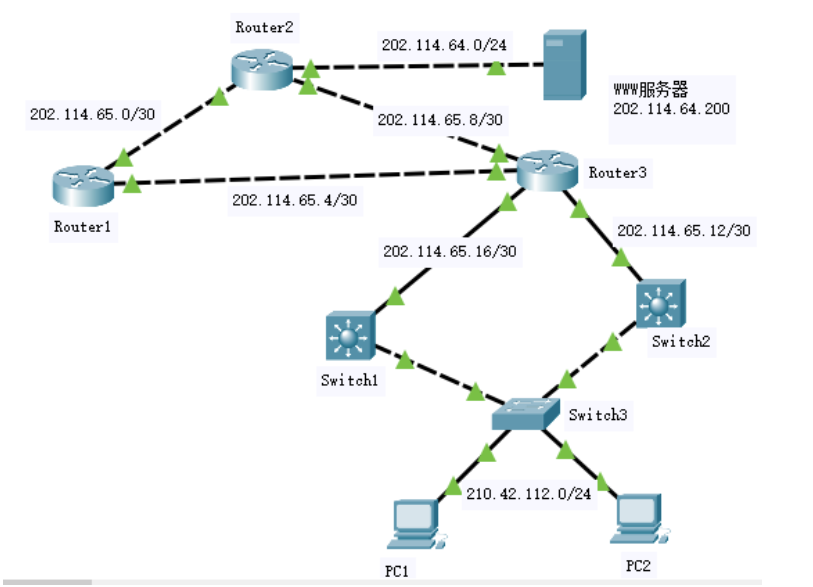 Router2
202.114.64.0/24
WWW服务器
202.114.64.200
202.114.65.0/30
202.114.65.8/30
Router3
202.114.65.4/30
Router1
202.114.65.12/30
202.114.65.16/30
Switch2
Switch1
Switch3
210.42.112.0/24
PC1
PC2